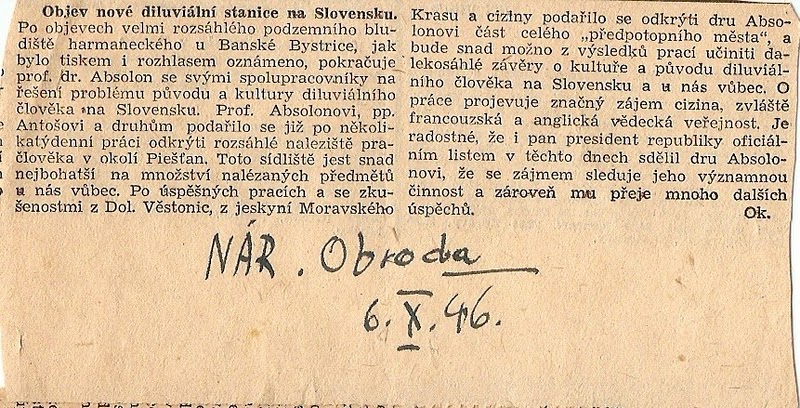 Objev nové diluviální stanice na Slovensku.
Po objevech velmi rozsáhlého podzemního blu-
diště harmaneckého u Banské Bystrice, jak
bylo tiskem i rozhlasem oznámeno, pokračuje
prof. dr. Absolon se svými spolupracovníky na
řešení problému původu a kultury diluviálního
člověka na Slovensku. Prof. Absolonovi, pp.
Antošovi a druhům podařilo se již po několi-
katýdenní práci odkrýti rozsáhlé naleziště pra-
člověka v okolí Piešťan. Toto sídliště jest snad
nejbohatší na množství nalézaných předmětů
u nás vůbec. Po úspěšných pracích a se zku-
šenostmi z Dol. Věstonic, z jeskyní Moravského
Krasu a ciziny podařilo se odkrýti dru Abso-
lonovi část celého „předpotopního města“, a
bude snad možno z výsledků prací učiniti da-
lekosáhlé závěry o kultuře a původu diluviál-
ního člověka na Slovensku a u nás vůbec. O
práce projevuje značný zájem cizina, zvláště
francouzská a anglická vědecká veřejnost. Je
radostné, že i pan president republiky oficiál-
ním listem v těchto dnech sdělil dru Absolo-
novi, že se zájmem sleduje jeho významnou
činnost a zároveň mu přeje mnoho dalších
úspěchů. Ok.
NÁR. Obroda
6. X. 46.